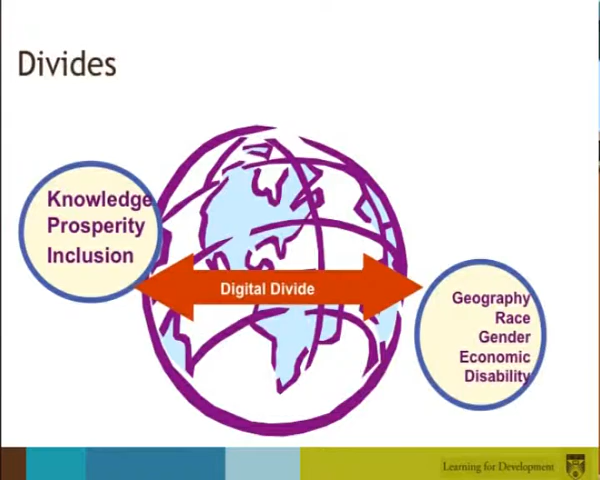 Divides
Knowledge
Prosperity
Inclusion
Digital Divide
Geography
Race
Gender
Economic
Disability
Learning for Development